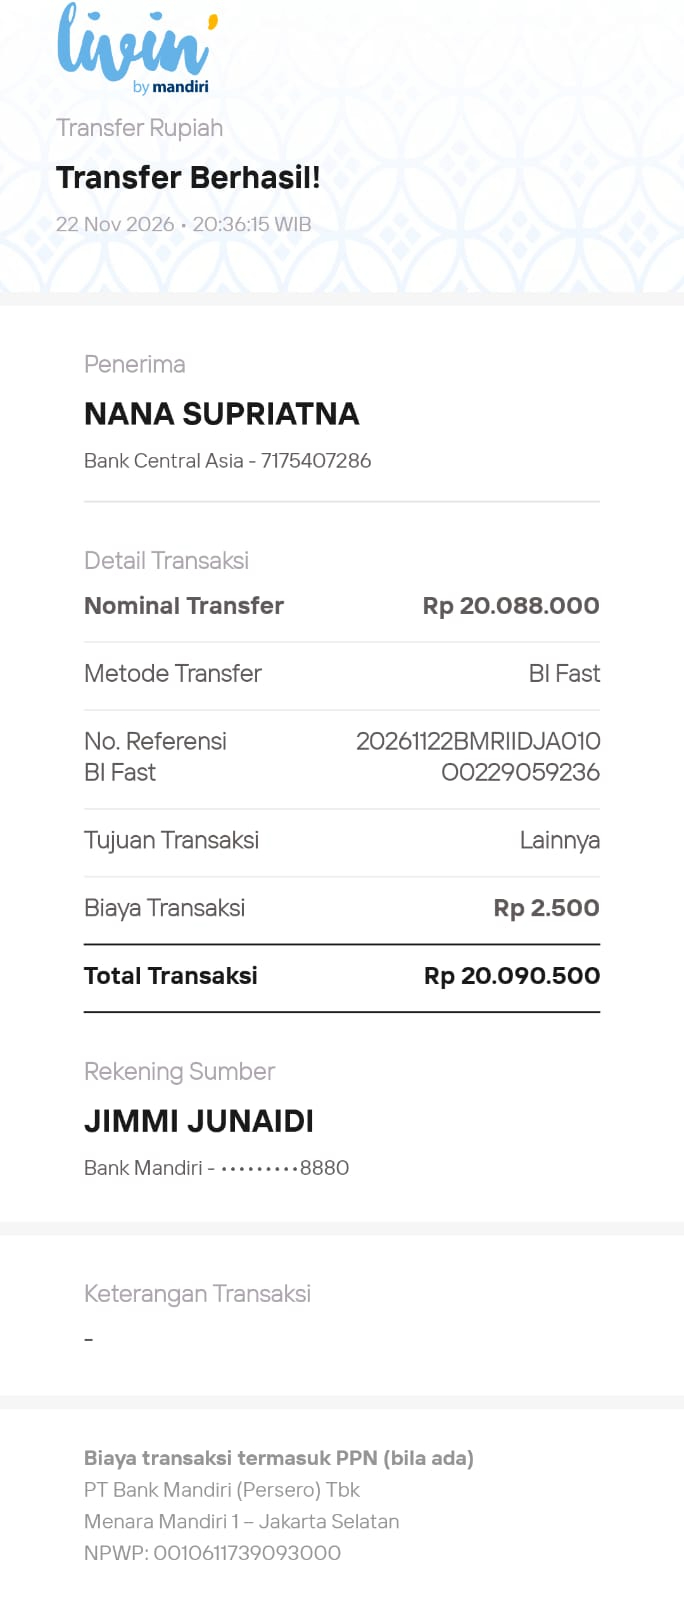 livin'
by mandiri
Transfer Rupiah
Transfer Berhasil!
22 Nov 2026 • 20:36:15 WIB
Penerima
NANA SUPRIATNA
Bank Central Asia - 7175407286
Detail Transaksi
Nominal Transfer Rp 20.088.000
Metode Transfer BI Fast
No. Referensi 20261122BMRIIDJA010
BI Fast O0229059236
Tujuan Transaksi Lainnya
Biaya Transaksi Rp 2.500
Total Transaksi Rp 20.090.500
Rekening Sumber
JIMMI JUNAIDI
Bank Mandiri - •••••••••8880
Keterangan Transaksi
-
Biaya transaksi termasuk PPN (bila ada)
PT Bank Mandiri (Persero) Tbk
Menara Mandiri 1 – Jakarta Selatan
NPWP: 0010611739093000